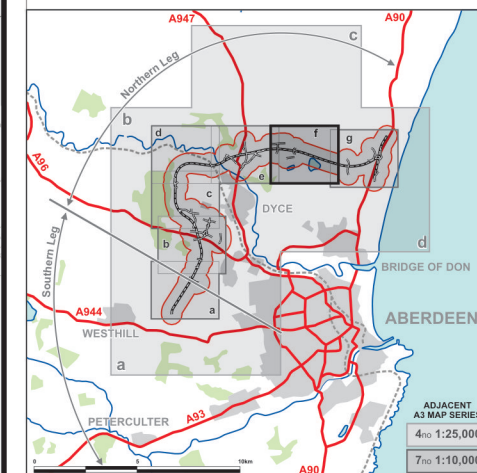 A947
A90
c
Northern Leg
b
d
f
g
A96
e
c
DYCE
Southern Leg
b
d
BRIDGE OF DON
a
A944
ABERDEEN
WESTHILL
a
ADJACENT
A3 MAP SERIES
PETERCULTER
A93
4no 1:25,000
0
5
10km
7no 1:10,000
A90